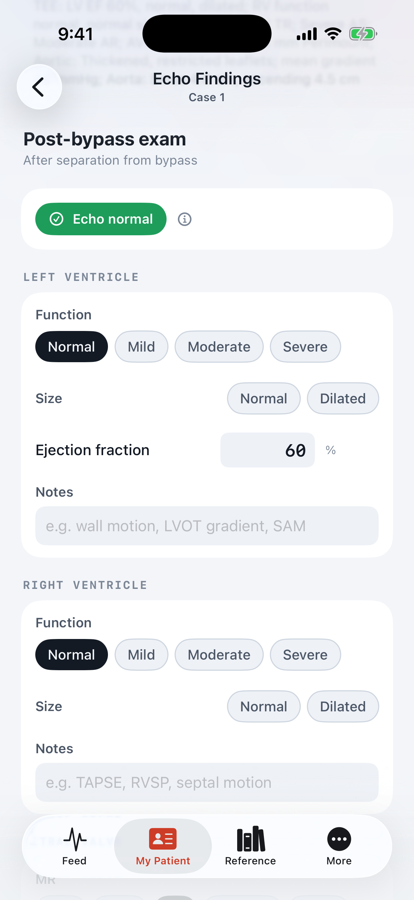 9:41
Echo Findings
Case 1
Post-bypass exam
After separation from bypass
Echo normal
LEFT VENTRICLE
Function
Normal Mild Moderate Severe
Size Normal Dilated
Ejection fraction 60 %
Notes
e.g. wall motion, LVOT gradient, SAM
RIGHT VENTRICLE
Function
Normal Mild Moderate Severe
Size Normal Dilated
Notes
e.g. TAPSE, RVSP, septal motion
Feed My Patient Reference More
MR